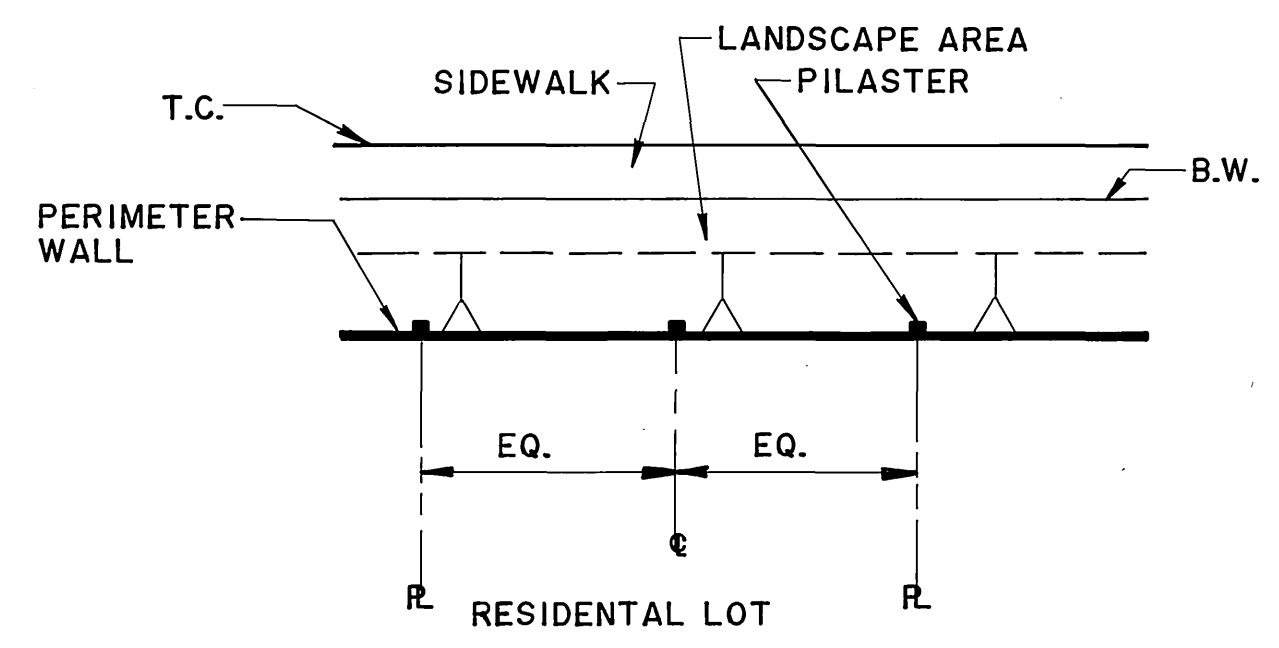 LANDSCAPE AREA
SIDEWALK
PILASTER
T.C.
B.W.
PERIMETER
WALL
EQ.
EQ.
℄
PL
PL
RESIDENTAL LOT